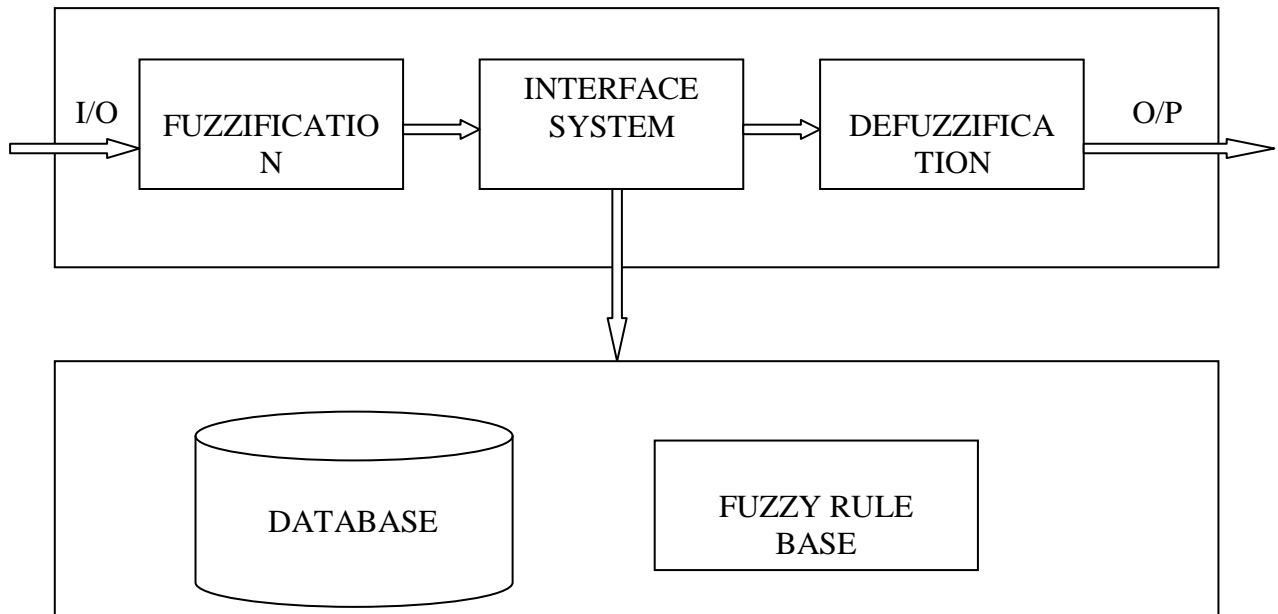 I/O
FUZZIFICATIO
N
INTERFACE
SYSTEM
DEFUZZIFICA
TION
O/P
DATABASE
FUZZY RULE
BASE